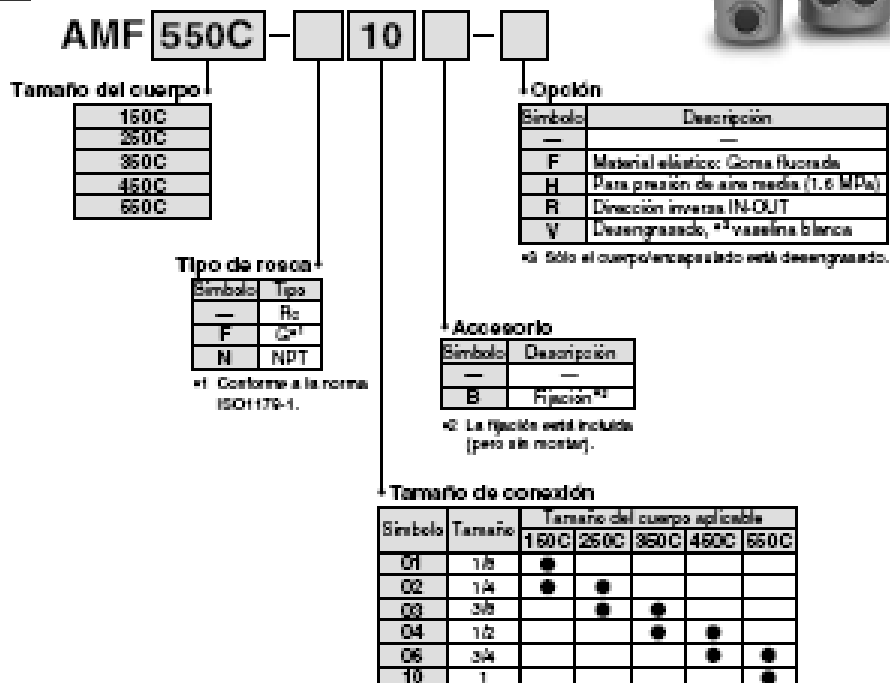 AMF 550C – 10 –
Tamaño del cuerpo
150C
250C
350C
450C
550C
Opción
Símbolo Descripción
— —
F Material elástico: Goma fluorada
H Para presión de aire media (1.6 MPa)
R Dirección inversa IN-OUT
V Desengrasado, *3 vaselina blanca
*3 Sólo el cuerpo/encapsulado está desengrasado.
Tipo de rosca
Símbolo Tipo
— Rc
F G*1
N NPT
*1 Conforme a la norma
ISO1179-1.
Accesorio
Símbolo Descripción
— —
B Fijación*2
*2 La fijación está incluida
(pero sin montar).
Tamaño de conexión
Símbolo Tamaño Tamaño del cuerpo aplicable
150C 250C 350C 450C 550C
01 1/8 ●
02 1/4 ● ●
03 3/8 ● ●
04 1/2 ● ●
06 3/4 ● ●
10 1 ●